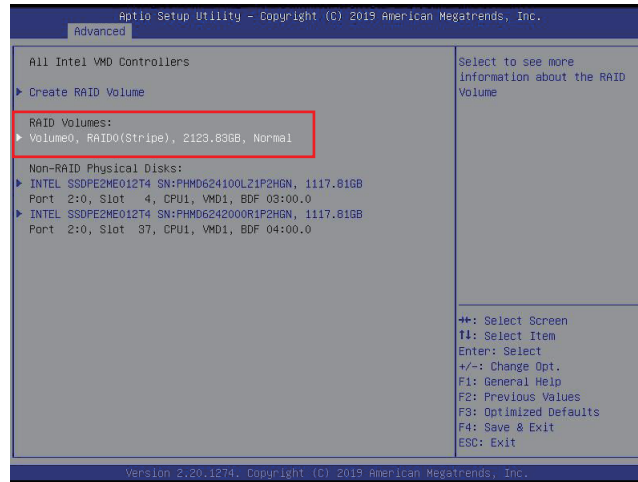 Aptio Setup Utility – Copyright (C) 2019 American Megatrends, Inc.
Advanced
All Intel VMD Controllers
Create RAID Volume
RAID Volumes:
Volume0, RAID0(Stripe), 2123.83GB, Normal
Non-RAID Physical Disks:
INTEL SSDPE2ME012T4 SN:PHMD624100LZ1P2HGN, 1117.81GB
Port 2:0, Slot 4, CPU1, VMD1, BDF 03:00.0
INTEL SSDPE2ME012T4 SN:PHMD6242000R1P2HGN, 1117.81GB
Port 2:0, Slot 37, CPU1, VMD1, BDF 04:00.0
Select to see more
information about the RAID
Volume
→←: Select Screen
↑↓: Select Item
Enter: Select
+/-: Change Opt.
F1: General Help
F2: Previous Values
F3: Optimized Defaults
F4: Save & Exit
ESC: Exit
Version 2.20.1274. Copyright (C) 2019 American Megatrends, Inc.